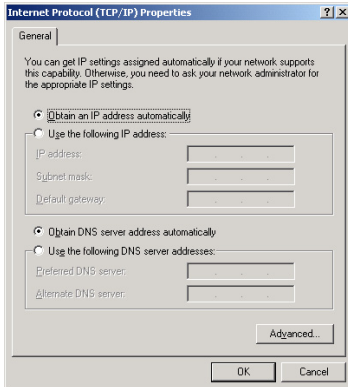 Internet Protocol (TCP/IP) Properties
General
You can get IP settings assigned automatically if your network supports
this capability. Otherwise, you need to ask your network administrator for
the appropriate IP settings.
Obtain an IP address automatically
Use the following IP address:
IP address:
Subnet mask:
Default gateway:
Obtain DNS server address automatically
Use the following DNS server addresses:
Preferred DNS server:
Alternate DNS server:
Advanced...
OK Cancel